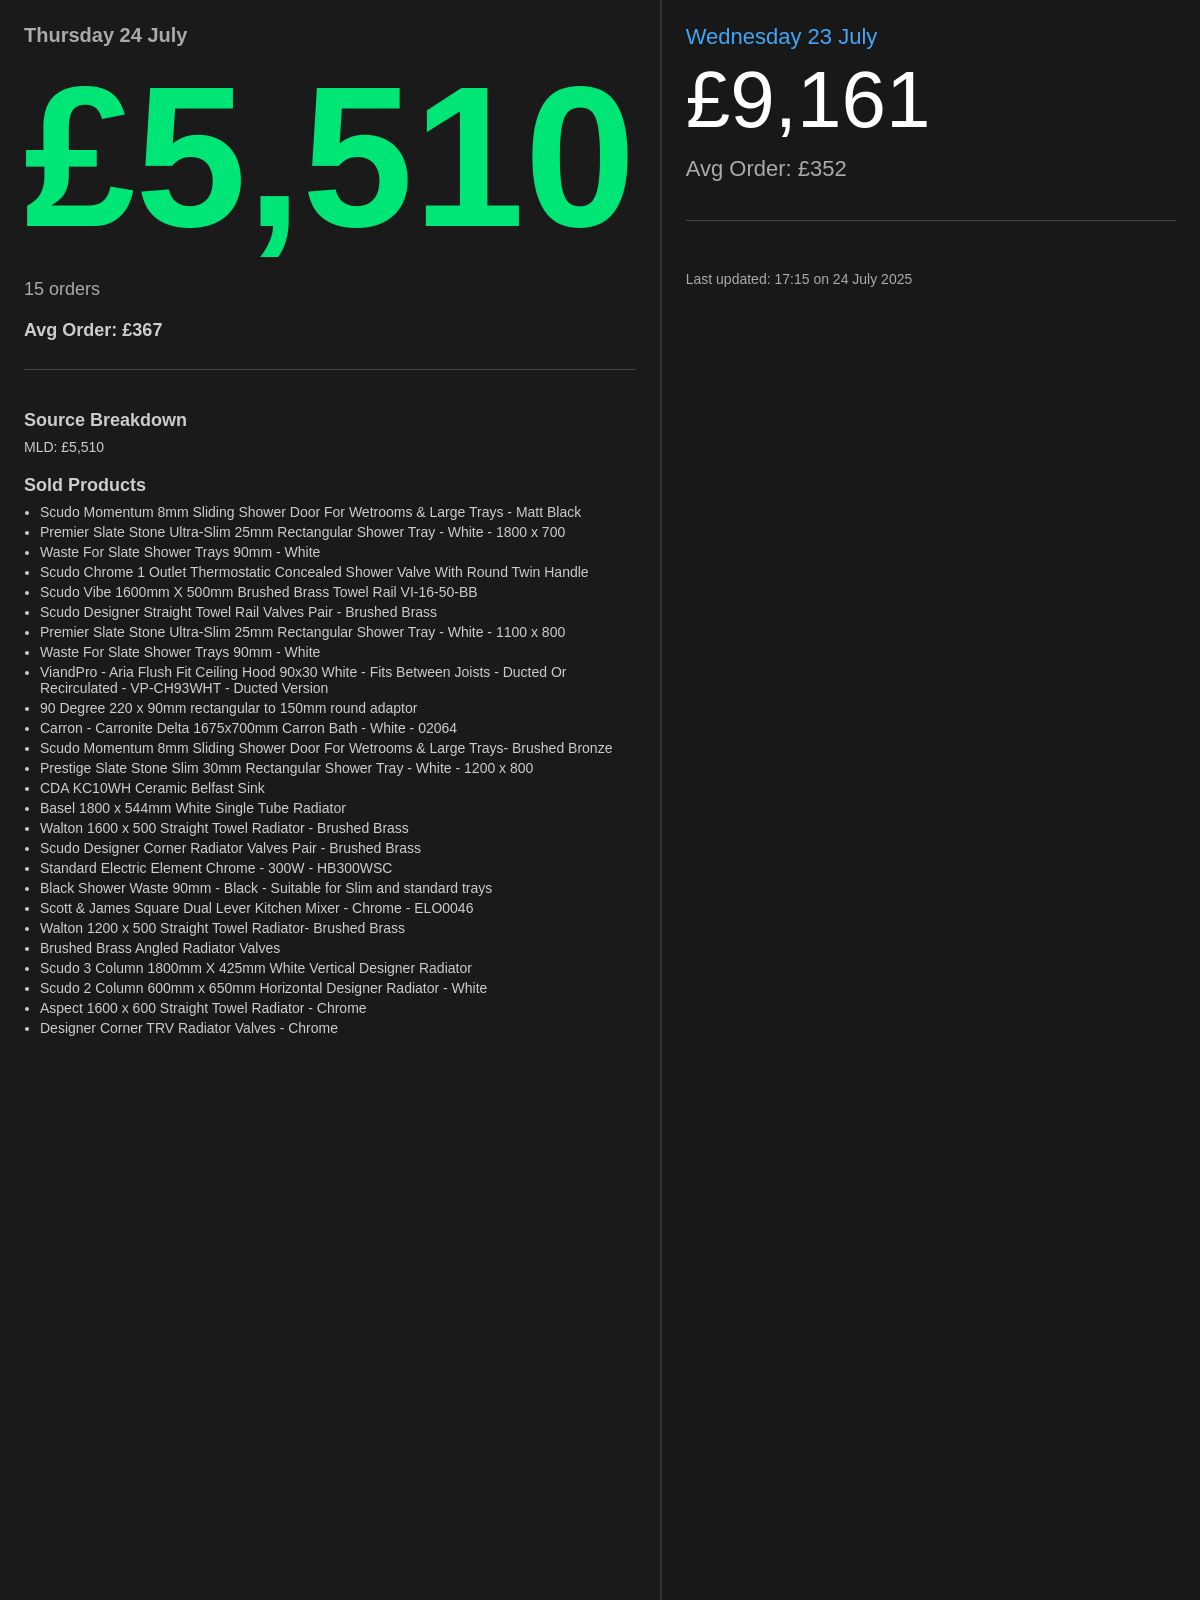 Thursday 24 July
£5,510
15 orders
Avg Order: £367
Source Breakdown
MLD: £5,510
Sold Products
• Scudo Momentum 8mm Sliding Shower Door For Wetrooms & Large Trays - Matt Black
• Premier Slate Stone Ultra-Slim 25mm Rectangular Shower Tray - White - 1800 x 700
• Waste For Slate Shower Trays 90mm - White
• Scudo Chrome 1 Outlet Thermostatic Concealed Shower Valve With Round Twin Handle
• Scudo Vibe 1600mm X 500mm Brushed Brass Towel Rail VI-16-50-BB
• Scudo Designer Straight Towel Rail Valves Pair - Brushed Brass
• Premier Slate Stone Ultra-Slim 25mm Rectangular Shower Tray - White - 1100 x 800
• Waste For Slate Shower Trays 90mm - White
• ViandPro - Aria Flush Fit Ceiling Hood 90x30 White - Fits Between Joists - Ducted Or
Recirculated - VP-CH93WHT - Ducted Version
• 90 Degree 220 x 90mm rectangular to 150mm round adaptor
• Carron - Carronite Delta 1675x700mm Carron Bath - White - 02064
• Scudo Momentum 8mm Sliding Shower Door For Wetrooms & Large Trays- Brushed Bronze
• Prestige Slate Stone Slim 30mm Rectangular Shower Tray - White - 1200 x 800
• CDA KC10WH Ceramic Belfast Sink
• Basel 1800 x 544mm White Single Tube Radiator
• Walton 1600 x 500 Straight Towel Radiator - Brushed Brass
• Scudo Designer Corner Radiator Valves Pair - Brushed Brass
• Standard Electric Element Chrome - 300W - HB300WSC
• Black Shower Waste 90mm - Black - Suitable for Slim and standard trays
• Scott & James Square Dual Lever Kitchen Mixer - Chrome - ELO0046
• Walton 1200 x 500 Straight Towel Radiator- Brushed Brass
• Brushed Brass Angled Radiator Valves
• Scudo 3 Column 1800mm X 425mm White Vertical Designer Radiator
• Scudo 2 Column 600mm x 650mm Horizontal Designer Radiator - White
• Aspect 1600 x 600 Straight Towel Radiator - Chrome
• Designer Corner TRV Radiator Valves - Chrome
Wednesday 23 July
£9,161
Avg Order: £352
Last updated: 17:15 on 24 July 2025